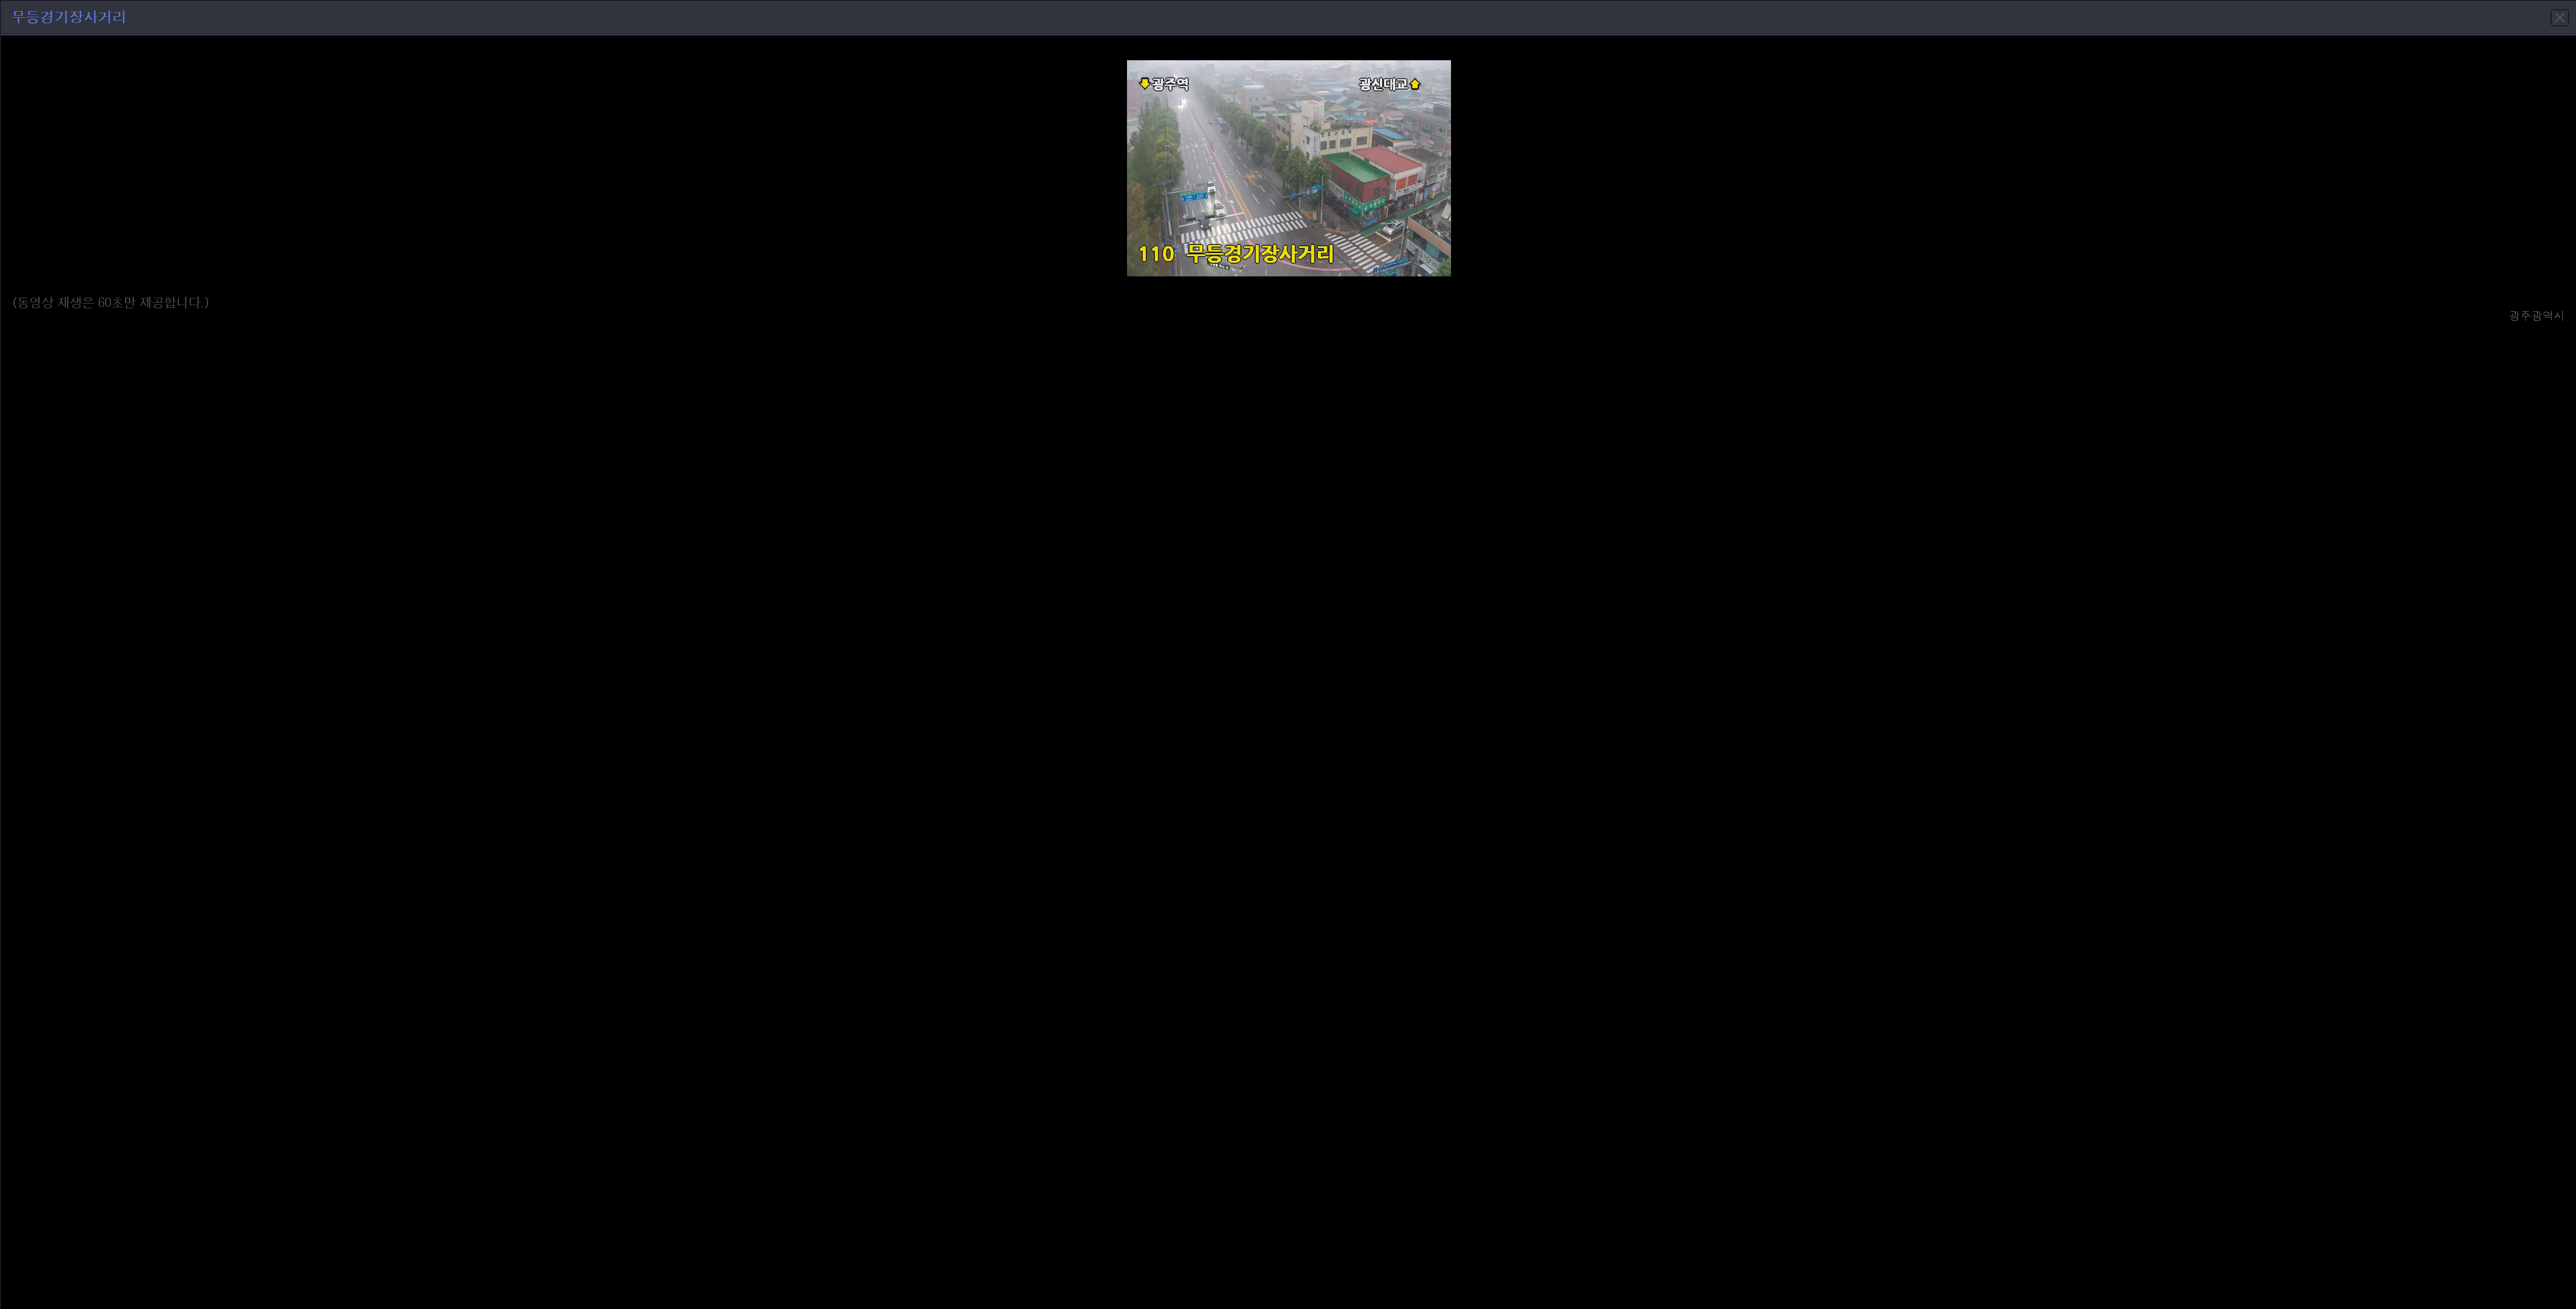 무등경기장사거리
광주역
광신대교
110 무등경기장사거리
(동영상 재생은 60초만 제공합니다.)
광주광역시